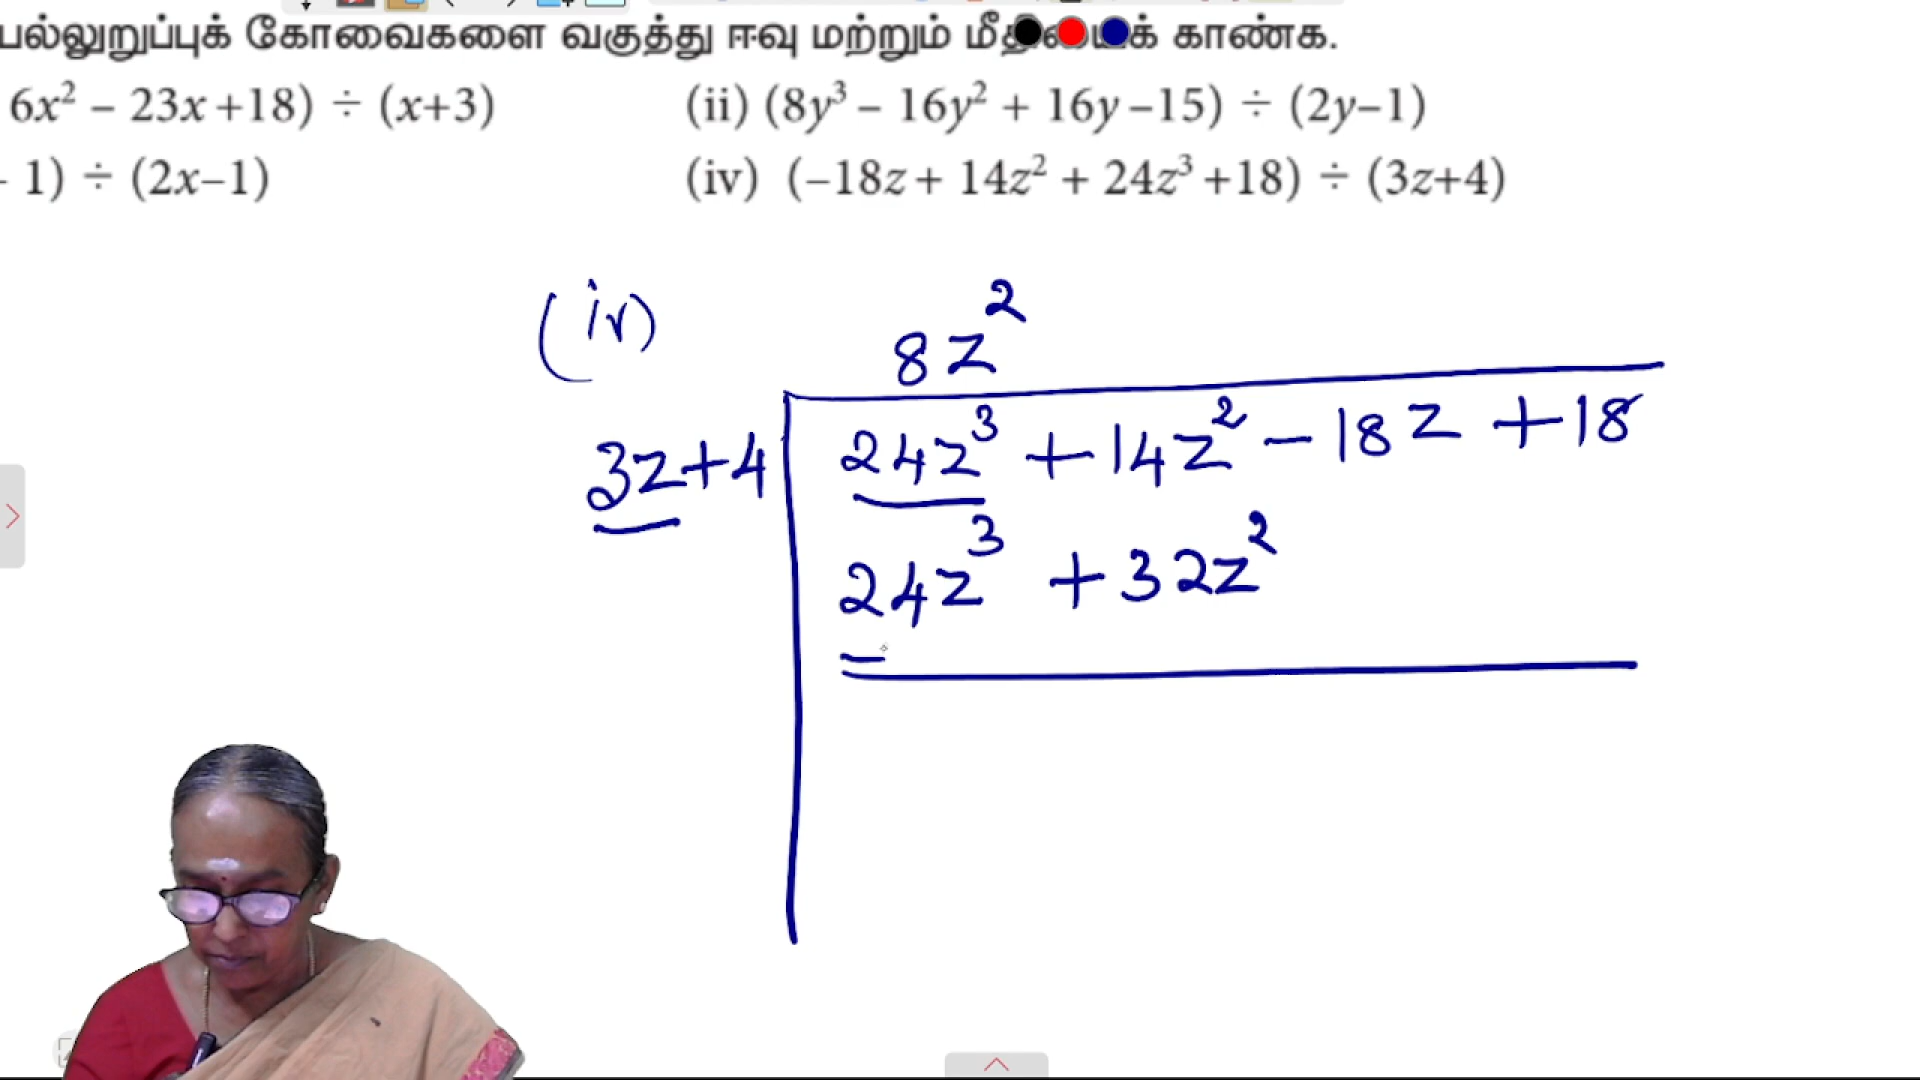 பல்லுறுப்புக் கோவைகளை வகுத்து ஈவு மற்றும் காண்க.
6x² – 23x +18) ÷ (x+3) (ii) (8y³ – 16y² + 16y –15) ÷ (2y–1)
- 1) ÷ (2x–1) (iv) (–18z + 14z² + 24z³ +18) ÷ (3z+4)
(iv)
8z²
3z+4 24z³ + 14z² – 18z + 18
24z³ + 32z²
–